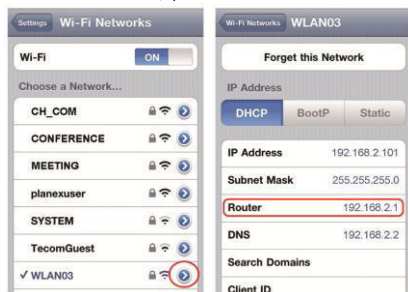 Settings Wi-Fi Networks
Wi-Fi ON
Choose a Network...
CH_COM
CONFERENCE
MEETING
planexuser
SYSTEM
TecomGuest
✓ WLAN03
Wi-Fi Networks WLAN03
Forget this Network
IP Address
DHCP BootP Static
IP Address 192.168.2.101
Subnet Mask 255.255.255.0
Router 192.168.2.1
DNS 192.168.2.2
Search Domains
Client ID